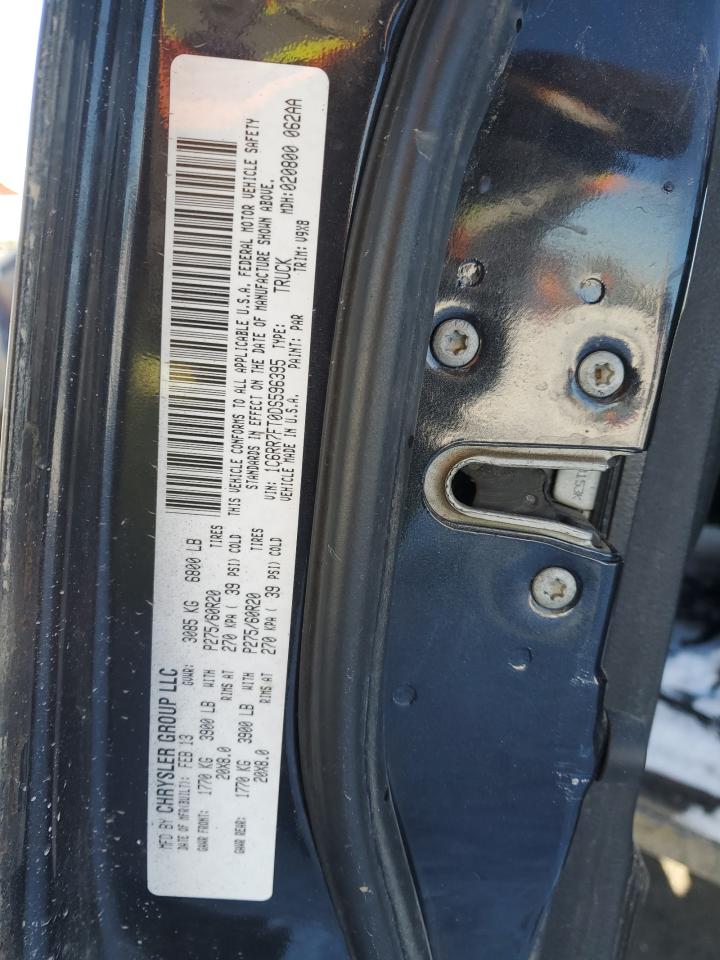 MFD BY CHRYSLER GROUP LLC
DATE OF MFR(BUILT): FEB 13 GVWR: 3085 KG 6800 LB
GAWR FRONT: 1770 KG 3900 LB WITH P275/60R20 TIRES
20X8.0 RIMS AT 270 KPA ( 39 PSI) COLD
GAWR REAR: 1770 KG 3900 LB WITH P275/60R20 TIRES
20X8.0 RIMS AT 270 KPA ( 39 PSI) COLD
THIS VEHICLE CONFORMS TO ALL APPLICABLE U.S.A. FEDERAL MOTOR VEHICLE SAFETY
STANDARDS IN EFFECT ON THE DATE OF MANUFACTURE SHOWN ABOVE.
VIN: 1C6RR7FT0DS596395 TYPE: TRUCK MDH:020800 062AA
VEHICLE MADE IN U.S.A. PAINT: PAR TRIM: V9X8